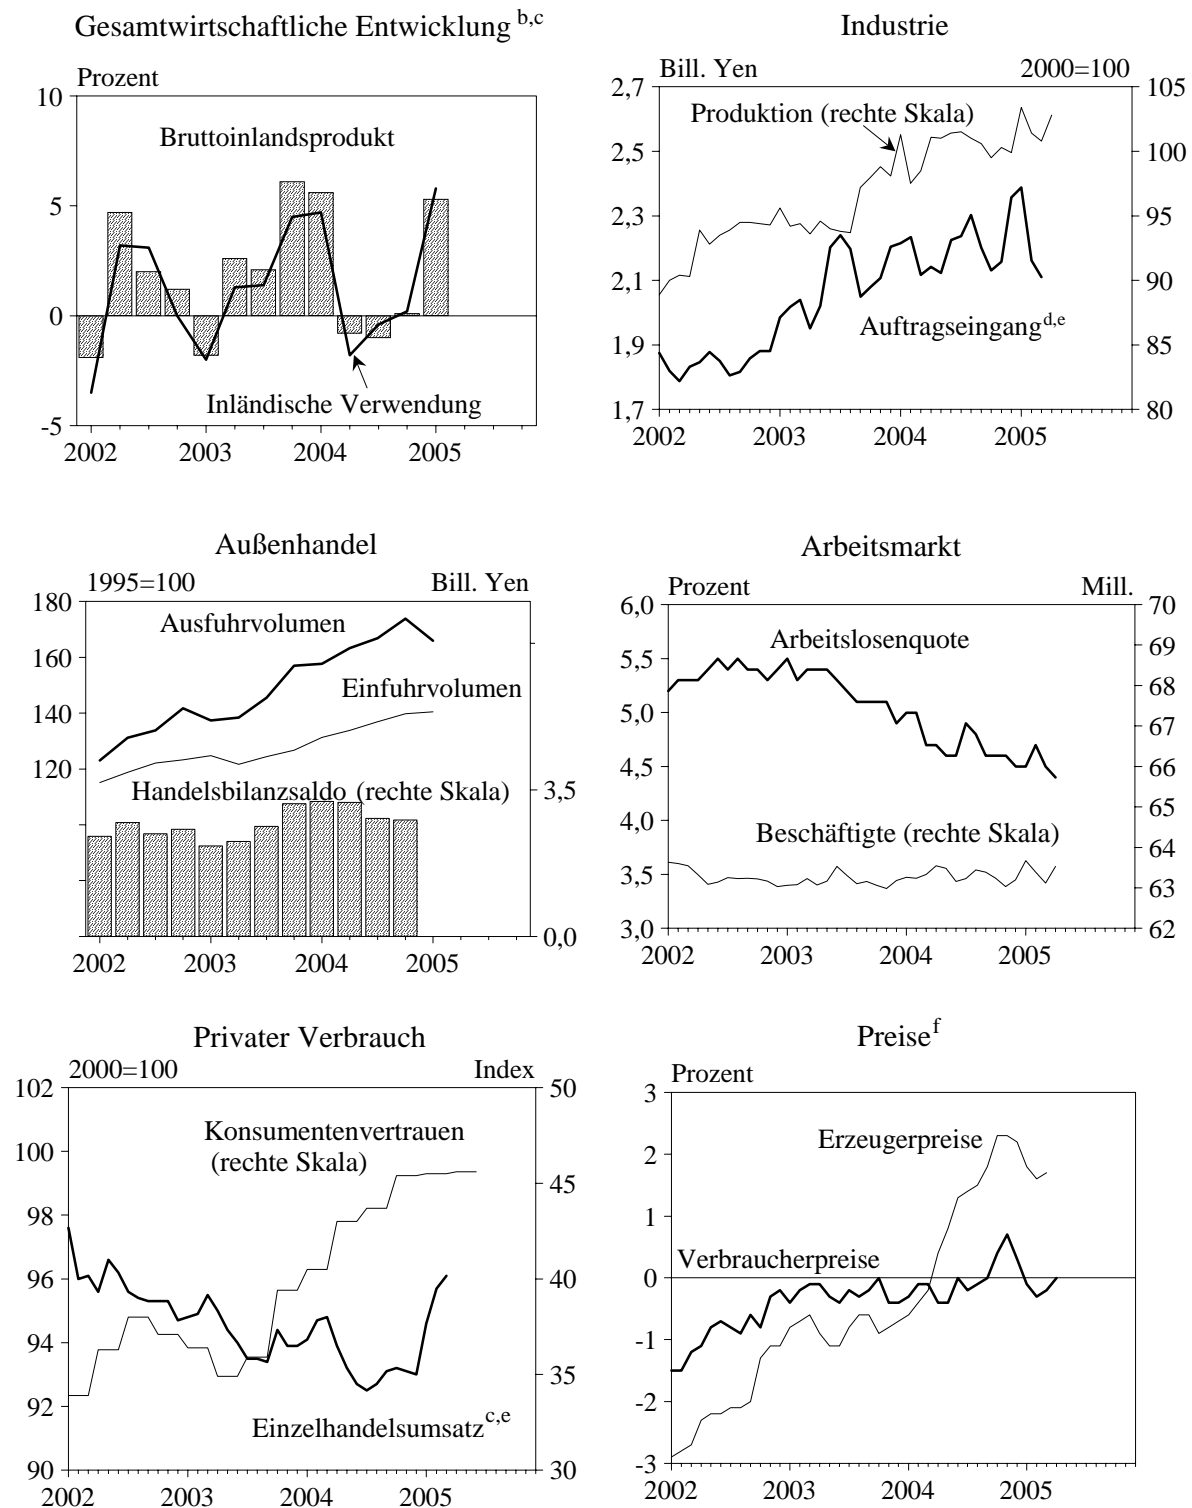 Gesamtwirtschaftliche Entwicklung b,c
Prozent
10
5
0
-5
Bruttoinlandsprodukt
Inländische Verwendung
2002 2003 2004 2005
Industrie
Bill. Yen 2000=100
2,7 105
2,5 100
2,3 95
2,1 90
1,9 85
1,7 80
Produktion (rechte Skala)
Auftragseingang d,e
2002 2003 2004 2005
Außenhandel
1995=100 Bill. Yen
180
160
140
120
3,5
0,0
Ausfuhrvolumen
Einfuhrvolumen
Handelsbilanzsaldo (rechte Skala)
2002 2003 2004 2005
Arbeitsmarkt
Prozent Mill.
6,0 70
69
5,5 68
5,0 67
4,5 66
65
4,0 64
3,5 63
3,0 62
Arbeitslosenquote
Beschäftigte (rechte Skala)
2002 2003 2004 2005
Privater Verbrauch
2000=100 Index
102 50
100
98 45
96 40
94
92 35
90 30
Konsumentenvertrauen
(rechte Skala)
Einzelhandelsumsatz c,e
2002 2003 2004 2005
Preise f
Prozent
3
2
1
0
-1
-2
-3
Erzeugerpreise
Verbraucherpreise
2002 2003 2004 2005